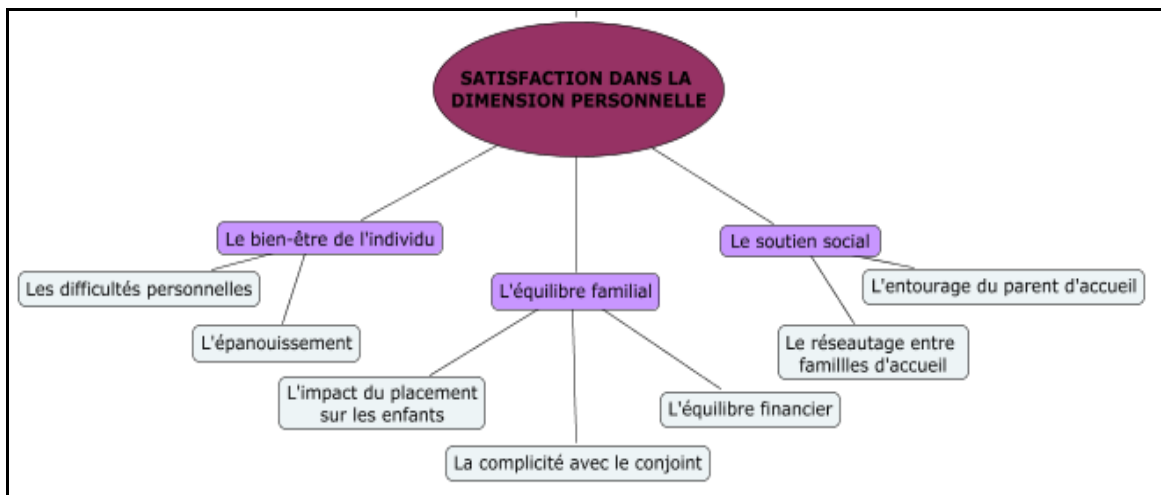 SATISFACTION DANS LA
DIMENSION PERSONNELLE
Le bien-être de l'individu
Le soutien social
Les difficultés personnelles
L'équilibre familial
L'entourage du parent d'accueil
L'épanouissement
Le réseautage entre
famillles d'accueil
L'impact du placement
sur les enfants
L'équilibre financier
La complicité avec le conjoint